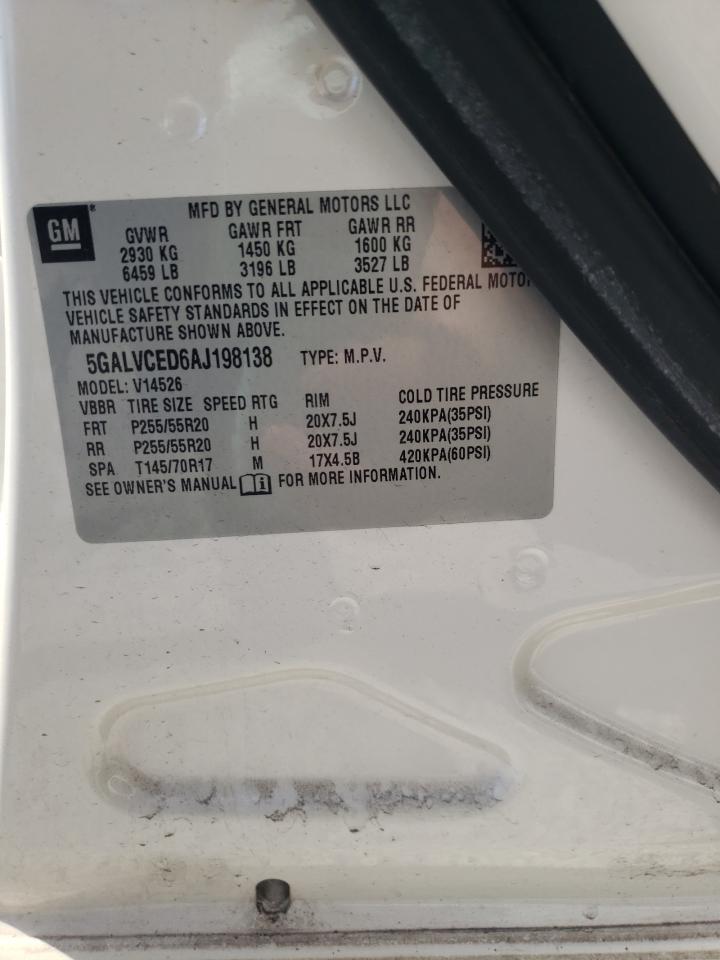 GM®
MFD BY GENERAL MOTORS LLC
GVWR GAWR FRT GAWR RR
2930 KG 1450 KG 1600 KG
6459 LB 3196 LB 3527 LB
THIS VEHICLE CONFORMS TO ALL APPLICABLE U.S. FEDERAL MOTOR
VEHICLE SAFETY STANDARDS IN EFFECT ON THE DATE OF
MANUFACTURE SHOWN ABOVE.
5GALVCED6AJ198138 TYPE: M.P.V.
MODEL: V14526
VBBR TIRE SIZE SPEED RTG RIM COLD TIRE PRESSURE
FRT P255/55R20 H 20X7.5J 240KPA(35PSI)
RR P255/55R20 H 20X7.5J 240KPA(35PSI)
SPA T145/70R17 M 17X4.5B 420KPA(60PSI)
SEE OWNER'S MANUAL FOR MORE INFORMATION.